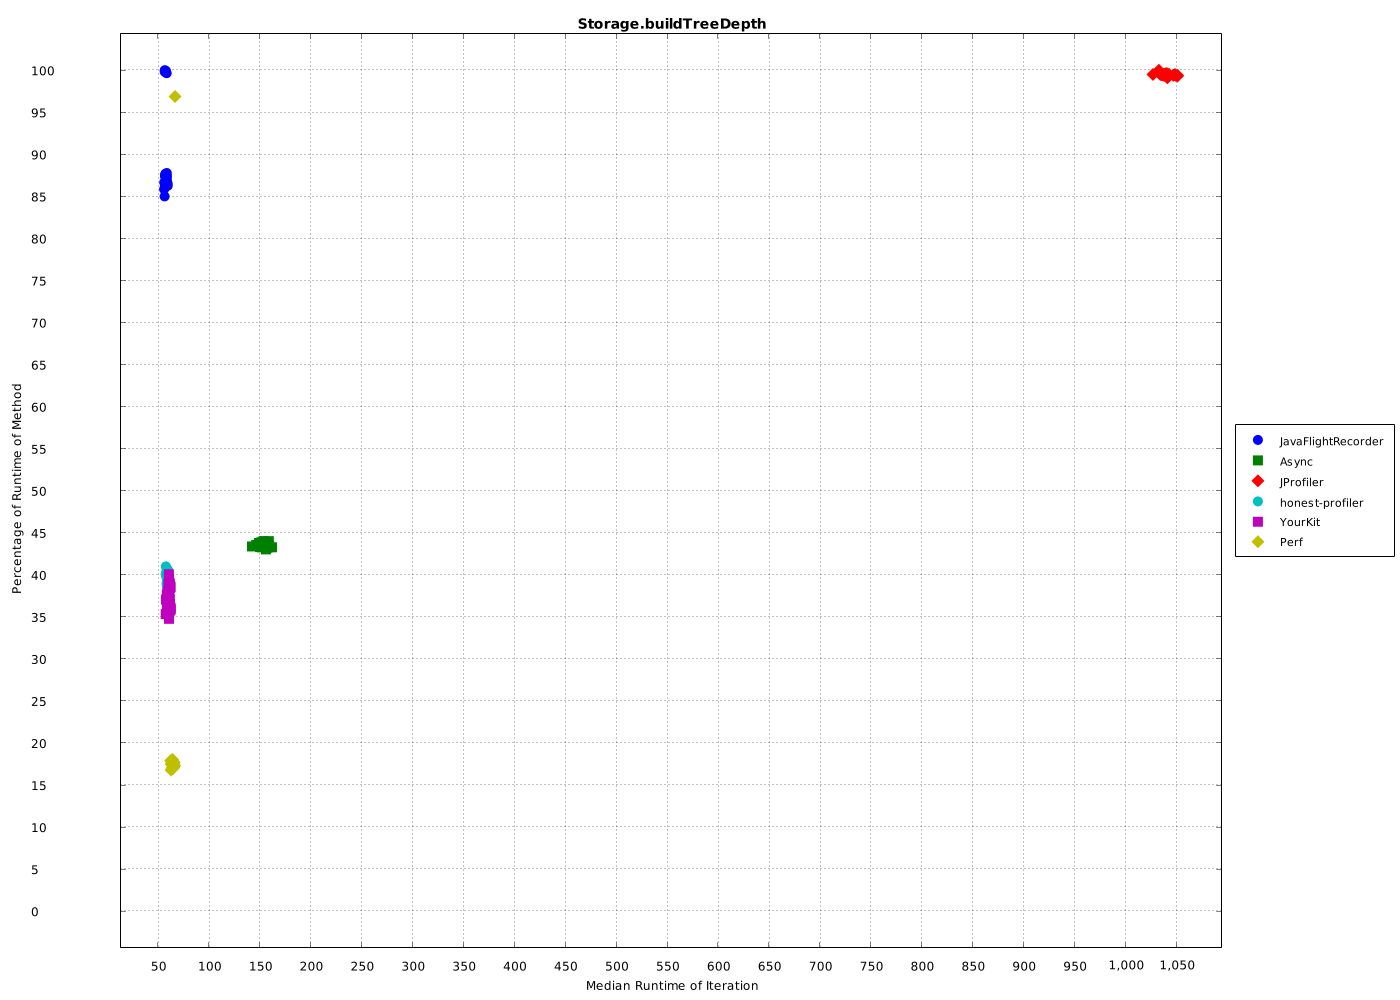 Storage.buildTreeDepth
100
95
90
85
80
75
70
65
60
55
50
45
40
35
30
25
20
15
10
5
0
Percentage of Runtime of Method
50 100 150 200 250 300 350 400 450 500 550 600 650 700 750 800 850 900 950 1,000 1,050
Median Runtime of Iteration
JavaFlightRecorder
Async
JProfiler
honest-profiler
YourKit
Perf